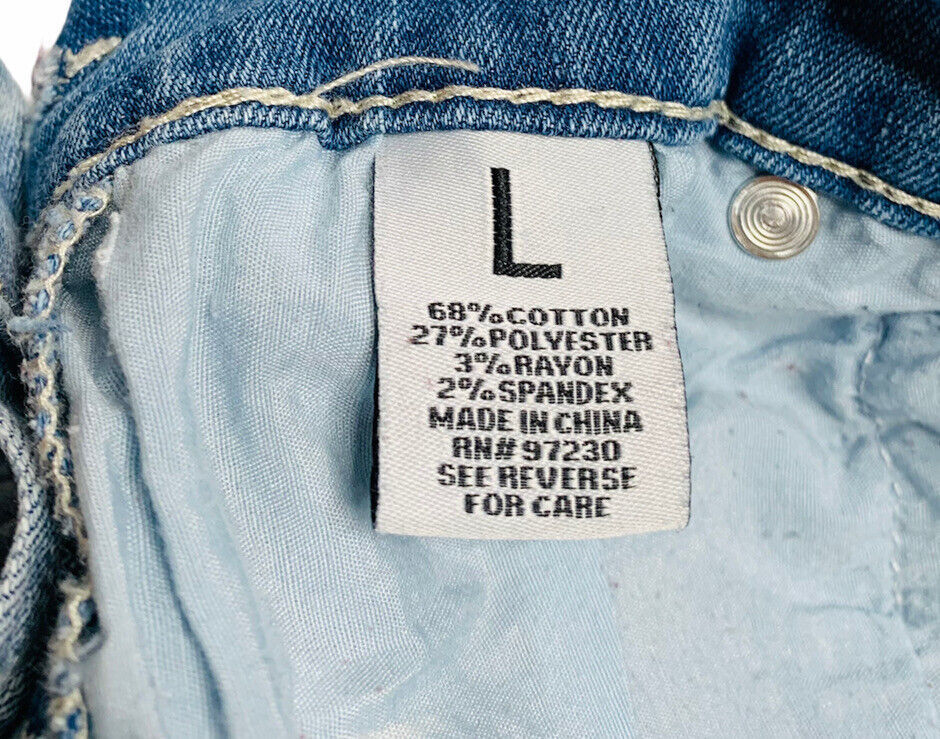 L
68% COTTON
27% POLYESTER
3% RAYON
2% SPANDEX
MADE IN CHINA
RN# 97230
SEE REVERSE
FOR CARE